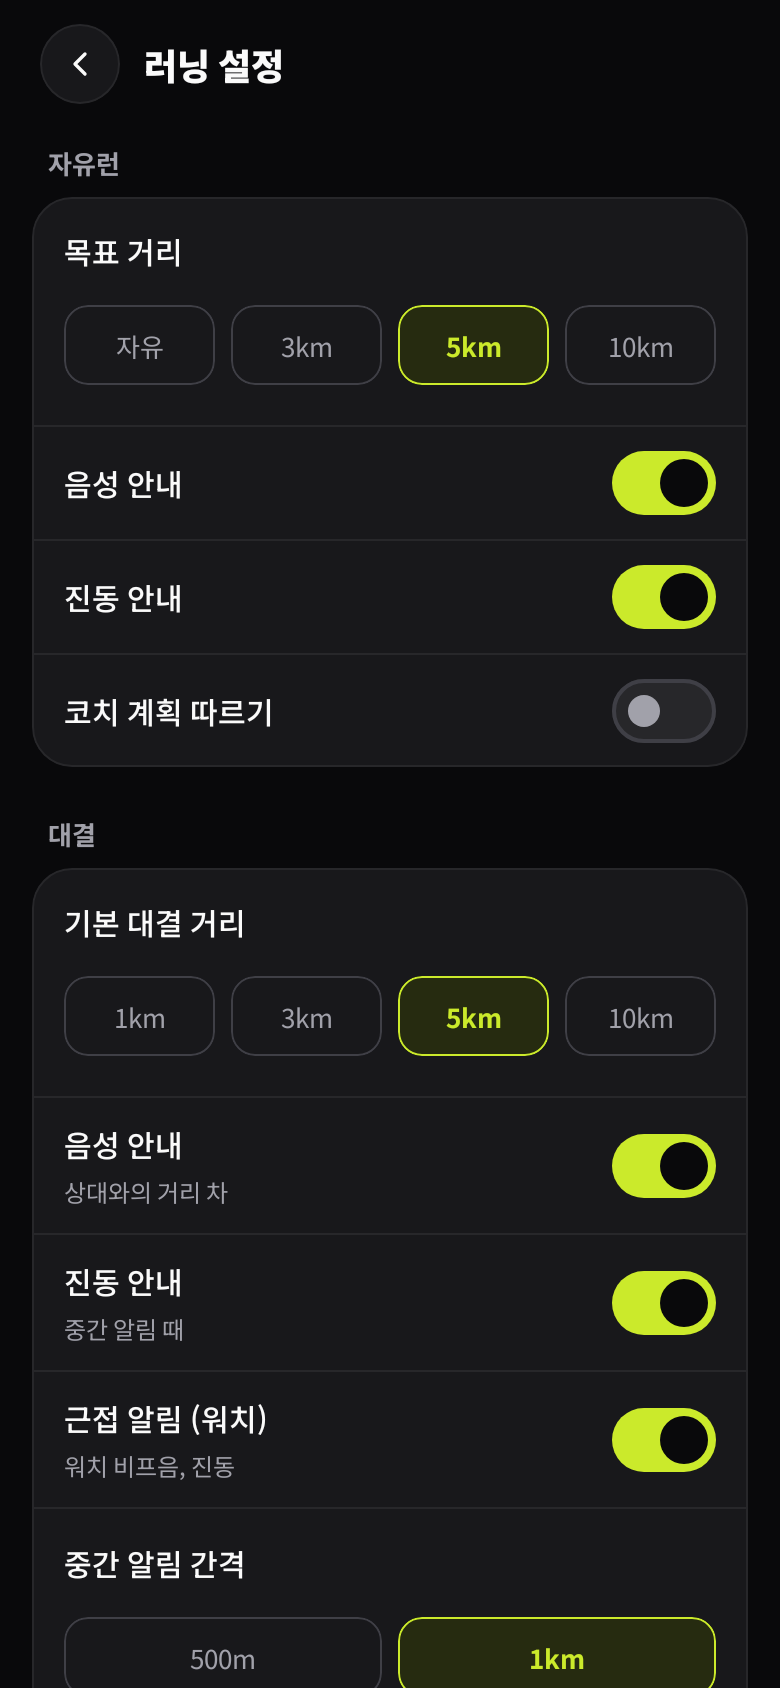 러닝 설정
자유런
목표 거리
자유 3km 5km 10km
음성 안내
진동 안내
코치 계획 따르기
대결
기본 대결 거리
1km 3km 5km 10km
음성 안내
상대와의 거리 차
진동 안내
중간 알림 때
근접 알림 (워치)
워치 비프음, 진동
중간 알림 간격
500m 1km